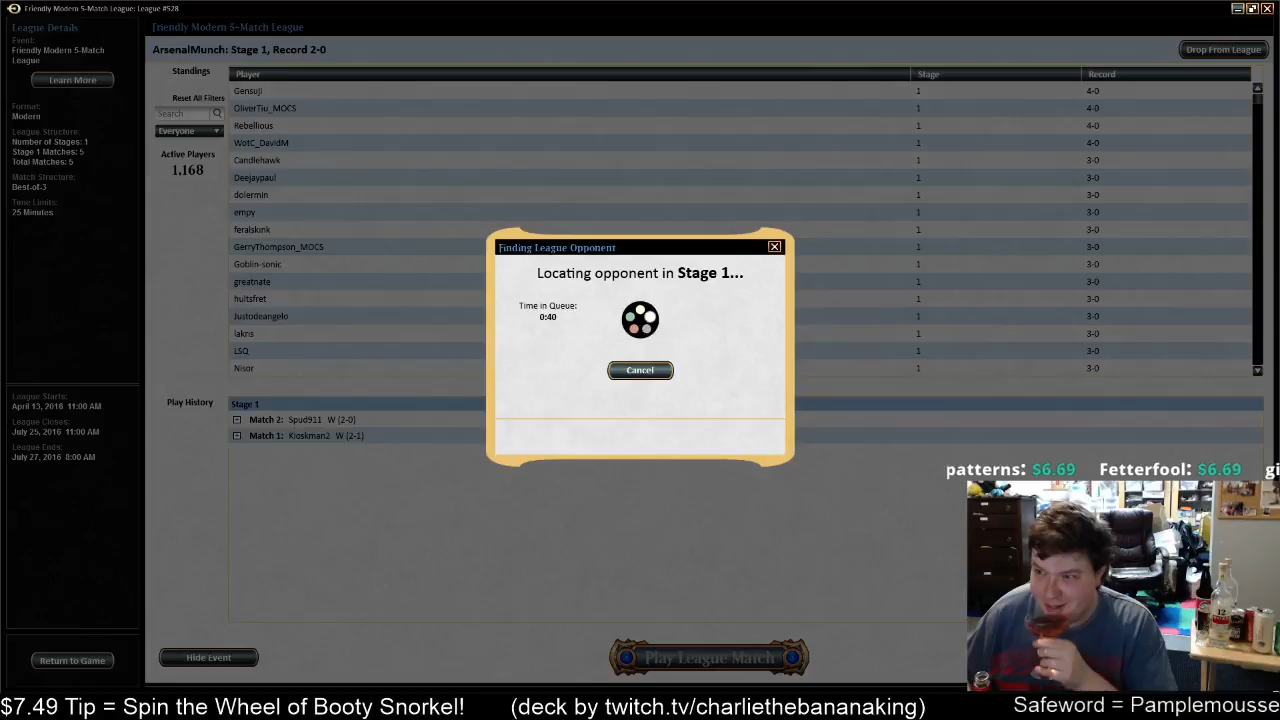 Friendly Modern 5-Match League: League #528
League Details
Event:
Friendly Modern 5-Match
League
Learn More
Format:
Modern
League Structure:
Number of Stages: 1
Stage 1 Matches: 5
Total Matches: 5
Match Structure:
Best-of-3
Time Limits:
25 Minutes
League Starts:
April 13, 2016 11:00 AM
League Closes:
July 25, 2016 11:00 AM
League Ends:
July 27, 2016 8:00 AM
Return to Game
Friendly Modern 5-Match League
ArsenalMunch: Stage 1, Record 2-0
Drop From League
Standings
Reset All Filters
Search
Everyone
Active Players
1,168
Player Stage Record
Gensuji 1 4-0
OliverTiu_MOCS 1 4-0
Rebellious 1 4-0
WotC_DavidM 1 4-0
Candlehawk 1 3-0
Deejaypaul 1 3-0
dolermin 1 3-0
empy 1 3-0
feralskink 1 3-0
GerryThompson_MOCS 1 3-0
Goblin-sonic 1 3-0
greatnate 1 3-0
hultsfret 1 3-0
Justodeangelo 1 3-0
lakris 1 3-0
LSQ 1 3-0
Nisor 1 3-0
Finding League Opponent
Locating opponent in Stage 1...
Time in Queue:
0:40
Cancel
Play History
Stage 1
Match 2: Spud911 W (2-0)
Match 1: Kioskman2 W (2-1)
Hide Event
Play League Match
patterns: $6.69 Fetterfool: $6.69 gi
$7.49 Tip = Spin the Wheel of Booty Snorkel! (deck by twitch.tv/charliethebananaking) Safeword = Pamplemousse